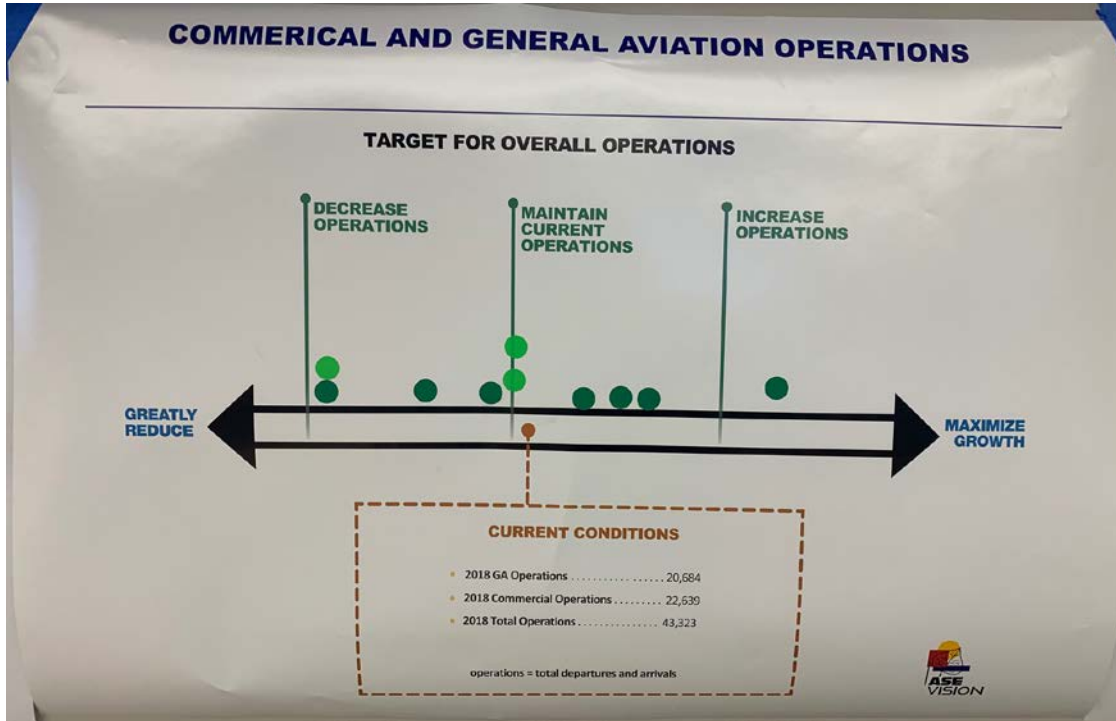 COMMERICAL AND GENERAL AVIATION OPERATIONS
TARGET FOR OVERALL OPERATIONS
DECREASE
OPERATIONS
MAINTAIN
CURRENT
OPERATIONS
INCREASE
OPERATIONS
GREATLY
REDUCE
MAXIMIZE
GROWTH
CURRENT CONDITIONS
• 2018 GA Operations . . . . . . . . . . . . . . . . . 20,684
• 2018 Commercial Operations . . . . . . . . . 22,639
• 2018 Total Operations . . . . . . . . . . . . . . . 43,323
operations = total departures and arrivals
ASE
VISION